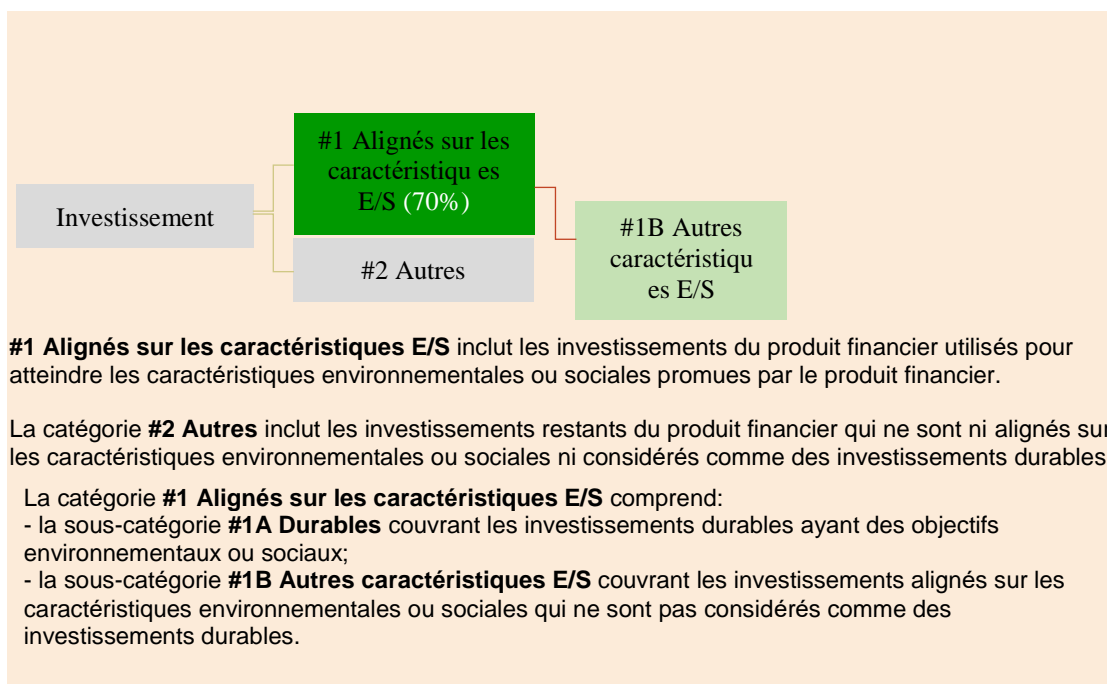 #1 Alignés sur les
caractéristiqu es
E/S (70%)
Investissement
#2 Autres
#1B Autres
caractéristiqu
es E/S
#1 Alignés sur les caractéristiques E/S inclut les investissements du produit financier utilisés pour
atteindre les caractéristiques environnementales ou sociales promues par le produit financier.
La catégorie #2 Autres inclut les investissements restants du produit financier qui ne sont ni alignés sur
les caractéristiques environnementales ou sociales ni considérés comme des investissements durables
La catégorie #1 Alignés sur les caractéristiques E/S comprend:
- la sous-catégorie #1A Durables couvrant les investissements durables ayant des objectifs
environnementaux ou sociaux;
- la sous-catégorie #1B Autres caractéristiques E/S couvrant les investissements alignés sur les
caractéristiques environnementales ou sociales qui ne sont pas considérés comme des
investissements durables.